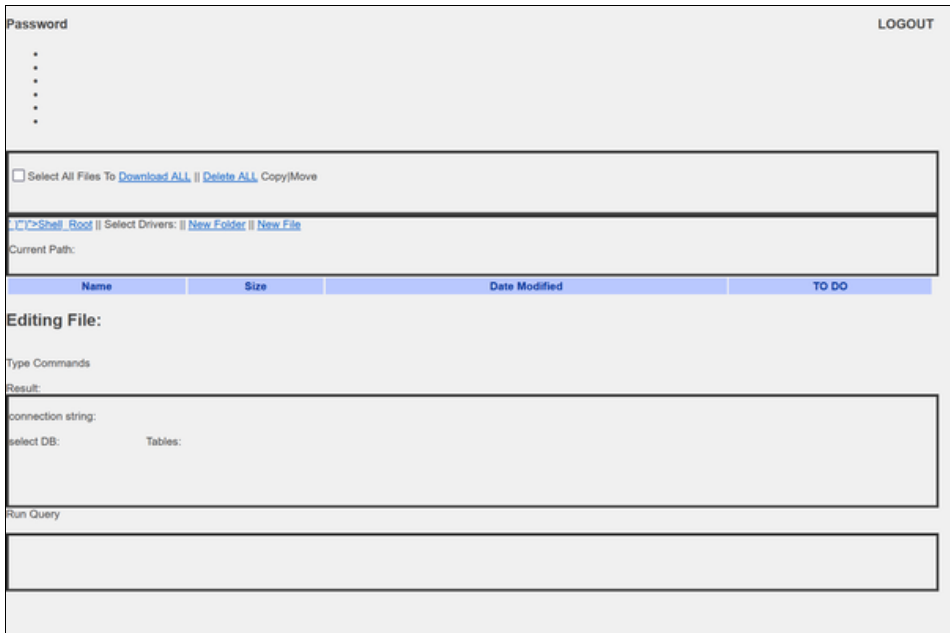 Password LOGOUT
Select All Files To Download ALL || Delete ALL Copy|Move
' )'")">Shell_Root || Select Drivers: || New Folder || New File
Current Path:
Name Size Date Modified TO DO
Editing File:
Type Commands
Result:
connection string:
select DB: Tables:
Run Query